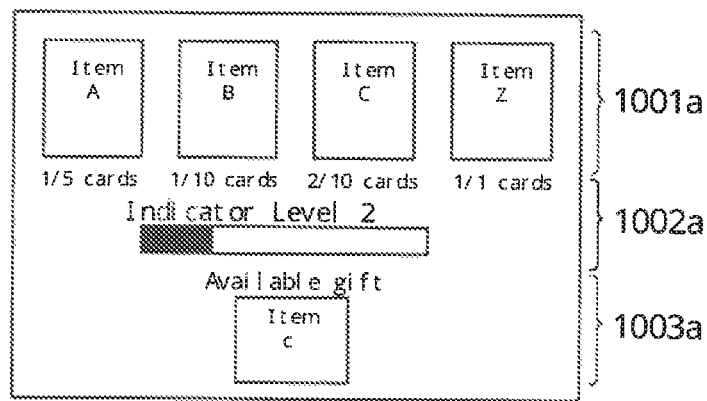 Item Item Item Item
A B C Z
1/5 cards 1/10 cards 2/10 cards 1/1 cards
1001a
Indicator Level 2
1002a
Available gift
Item
c
1003a